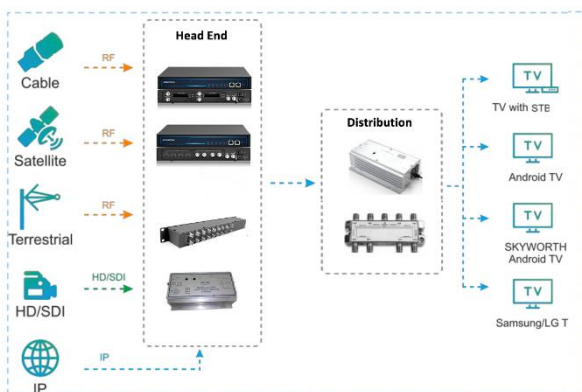 Head End
RF
Cable
RF
Satellite
RF
Terrestrial
HD/SDI
HD/SDI
IP
IP
Distribution
TV
TV with STB
TV
Android TV
TV
SKYWORTH
Android TV
TV
Samsung/LG T